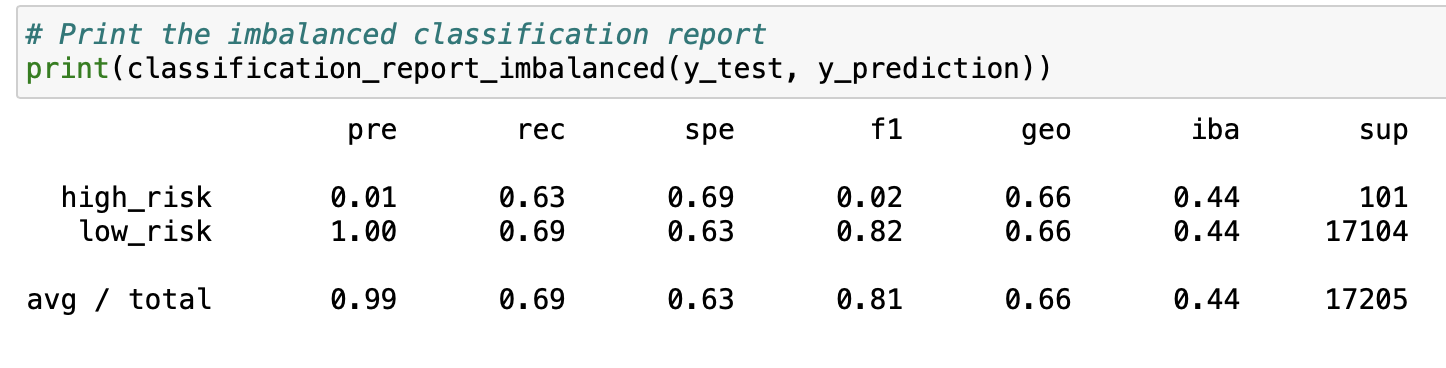 # Print the imbalanced classification report
print(classification_report_imbalanced(y_test, y_prediction))
pre rec spe f1 geo iba sup
high_risk 0.01 0.63 0.69 0.02 0.66 0.44 101
low_risk 1.00 0.69 0.63 0.82 0.66 0.44 17104
avg / total 0.99 0.69 0.63 0.81 0.66 0.44 17205